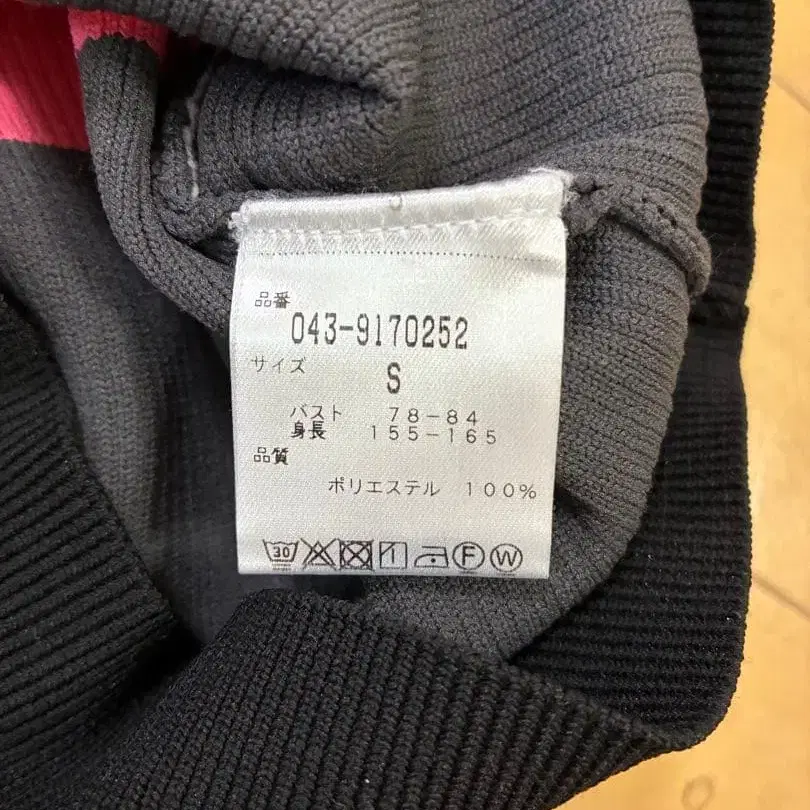 品番
043-9170252
サイズ
S
バスト 78-84
身長 155-165
品質
ポリエステル 100%
30 F W